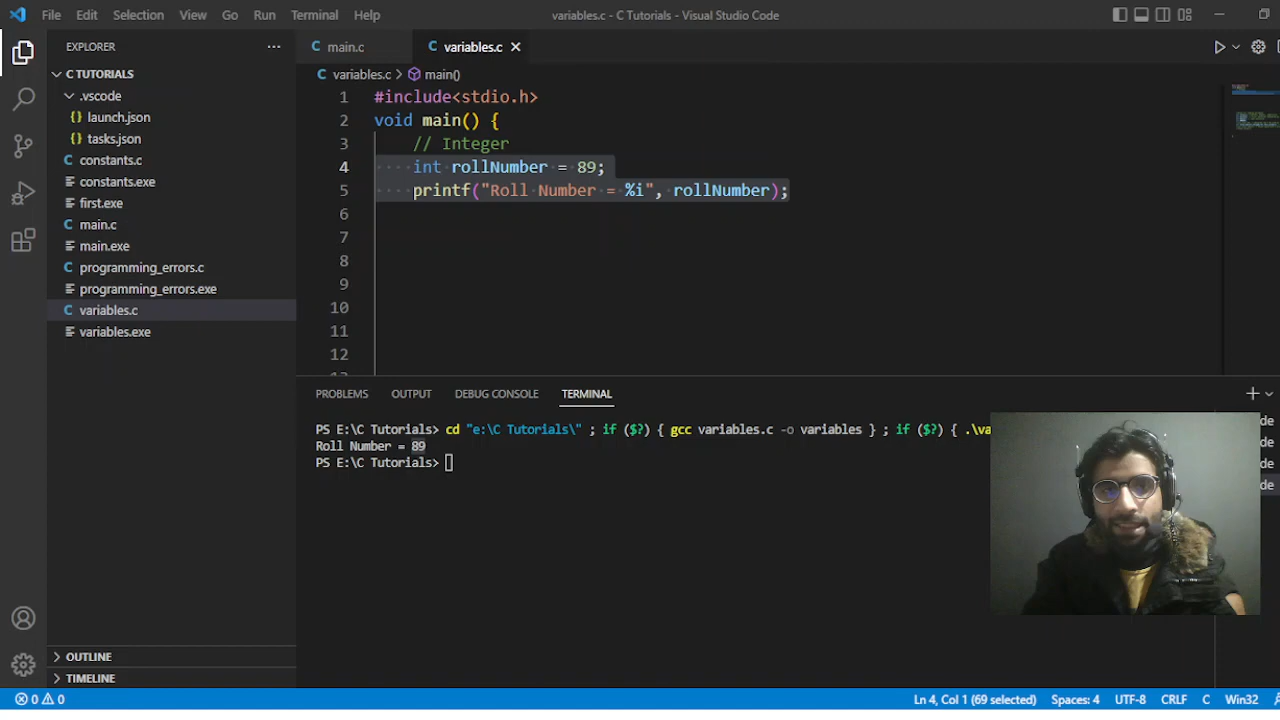 File Edit Selection View Go Run Terminal Help
variables.c - C Tutorials - Visual Studio Code
EXPLORER
C TUTORIALS
.vscode
{} launch.json
{} tasks.json
C constants.c
constants.exe
first.exe
C main.c
main.exe
C programming_errors.c
programming_errors.exe
C variables.c
variables.exe
OUTLINE
TIMELINE
C main.c
C variables.c
C variables.c > main()
1 #include<stdio.h>
2 void main() {
3 // Integer
4 int rollNumber = 89;
5 printf("Roll Number = %i", rollNumber);
6
7
8
9
10
11
12
PROBLEMS OUTPUT DEBUG CONSOLE TERMINAL
PS E:\C Tutorials> cd "e:\C Tutorials\" ; if ($?) { gcc variables.c -o variables } ; if ($?) { .\va
Roll Number = 89
PS E:\C Tutorials>
de
de
de
de
0 0 Ln 4, Col 1 (69 selected) Spaces: 4 UTF-8 CRLF C Win32